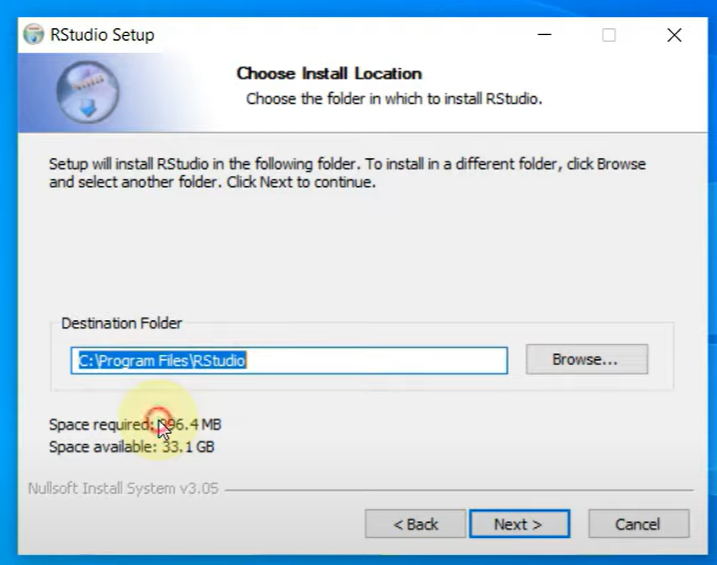 RStudio Setup
Choose Install Location
Choose the folder in which to install RStudio.
Setup will install RStudio in the following folder. To install in a different folder, click Browse
and select another folder. Click Next to continue.
Destination Folder
C:\Program Files\RStudio
Browse...
Space required: MB
Space available: 33.1 GB
Nullsoft Install System v3.05
< Back
Next >
Cancel